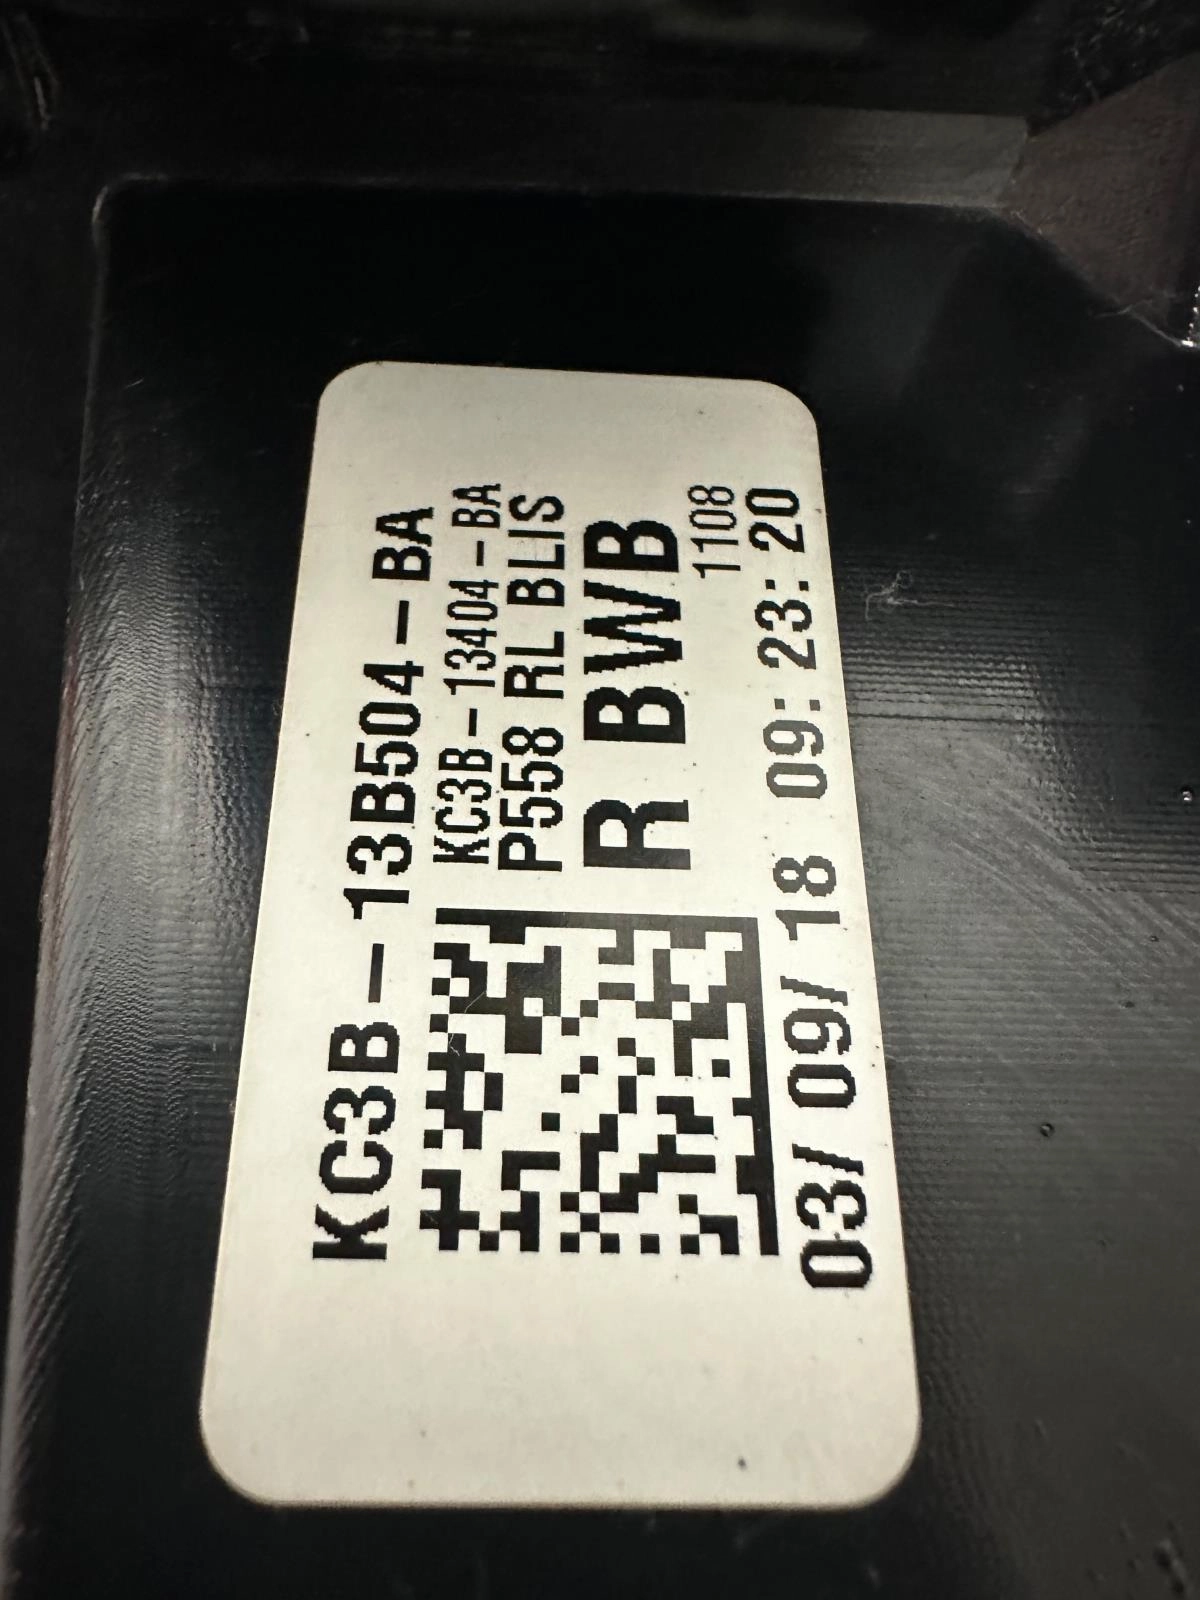 KC3B-13B504-BA
KC3B-13404-BA
P558 RL BLIS
R BWB
1108
03/09/18 09:23:20